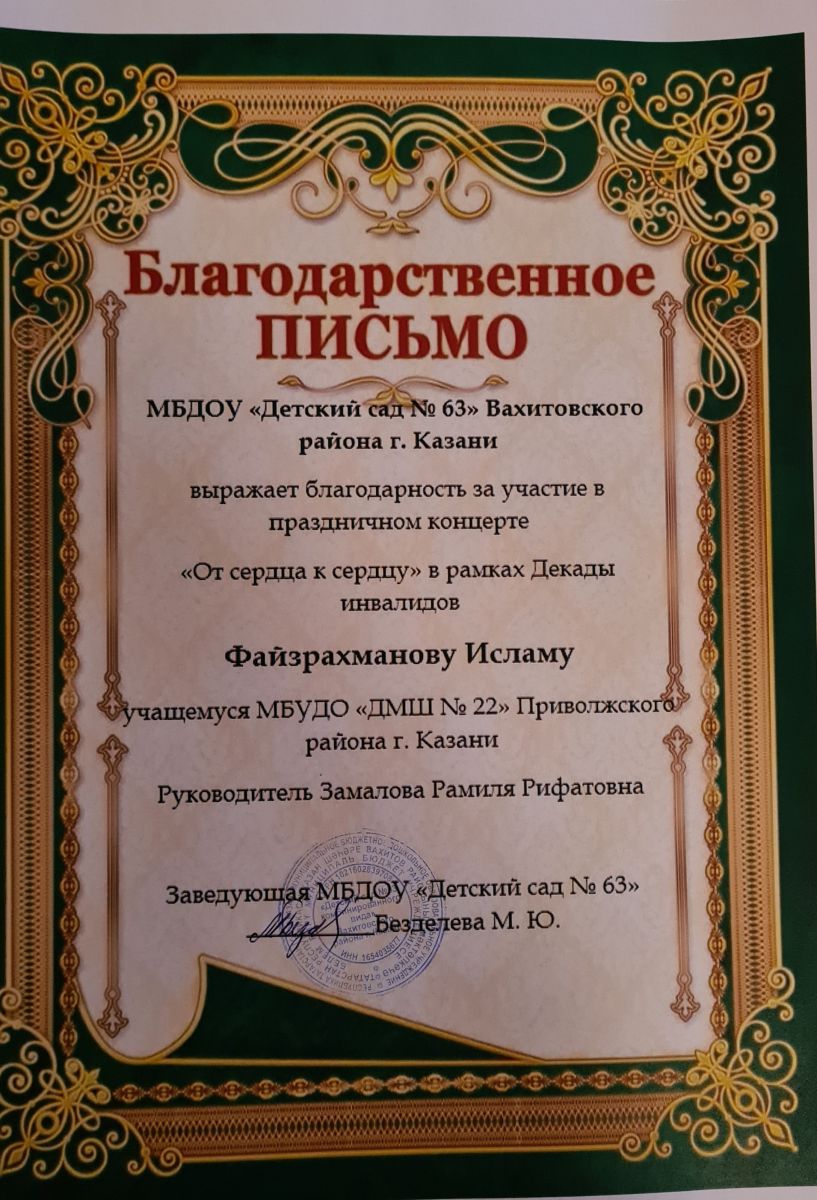 Благодарственное
ПИСЬМО
МБДОУ «Детский сад № 63» Вахитовского
района г. Казани
выражает благодарность за участие в
праздничном концерте
«От сердца к сердцу» в рамках Декады
инвалидов
Файзрахманову Исламу
учащемуся МБУДО «ДМШ № 22» Приволжского
района г. Казани
Руководитель Замалова Рамиля Рифатовна
Заведующая МБДОУ «Детский сад № 63»
Безделева М. Ю.